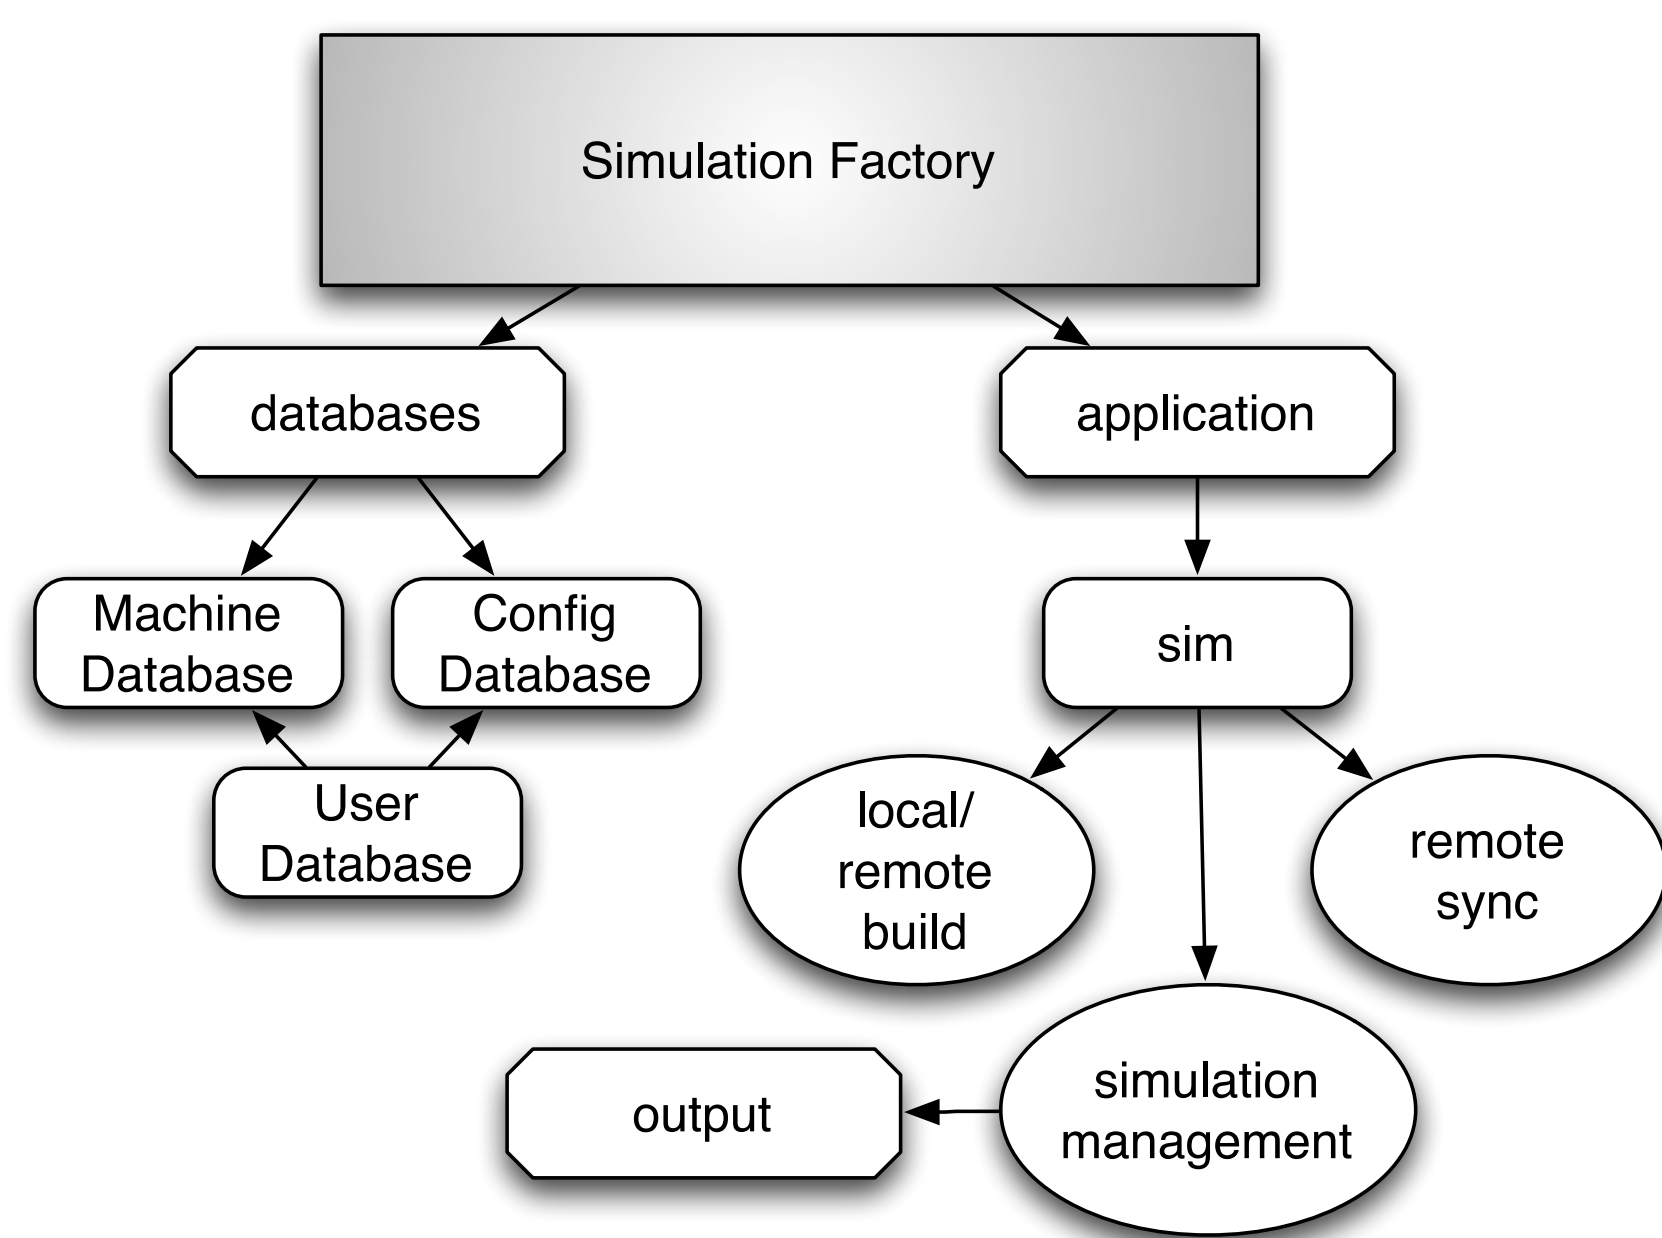 Simulation Factory
databases
application
Machine
Database
Config
Database
sim
User
Database
local/
remote
build
remote
sync
simulation
management
output